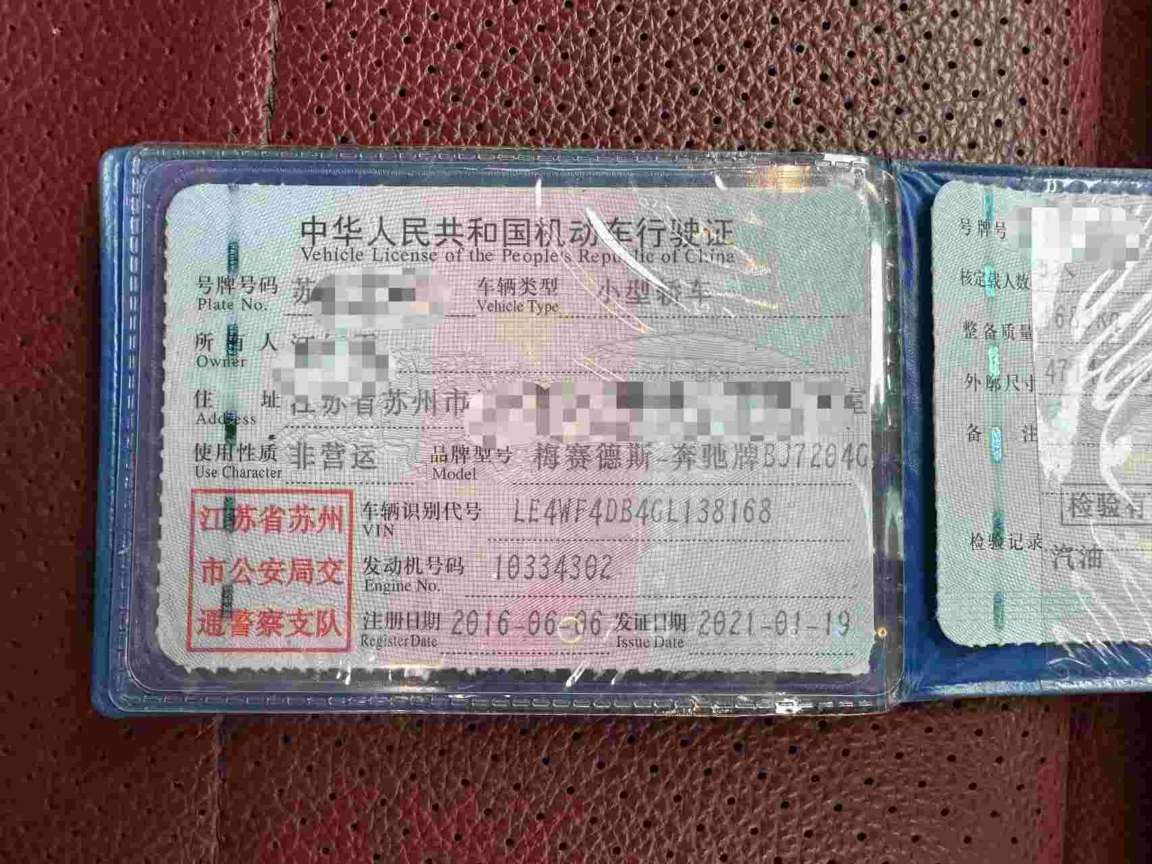 中华人民共和国机动车行驶证
Vehicle License of the People's Republic of China
号牌号码 苏 车辆类型 小型轿车
Plate No. Vehicle Type
所有人
Owner
住址 江苏省苏州市 室
Address
使用性质 非营运 品牌型号 梅赛德斯-奔驰牌BJ7204G
Use Character Model
江苏省苏州
市公安局交
通警察支队
车辆识别代号 LE4WF4DB4GL138168
VIN
发动机号码 10334302
Engine No.
注册日期 2016-06-06 发证日期 2021-01-19
Register Date Issue Date
号牌号
核定载人数
整备质量
外廓尺寸
备注
检验有
检验记录
汽油